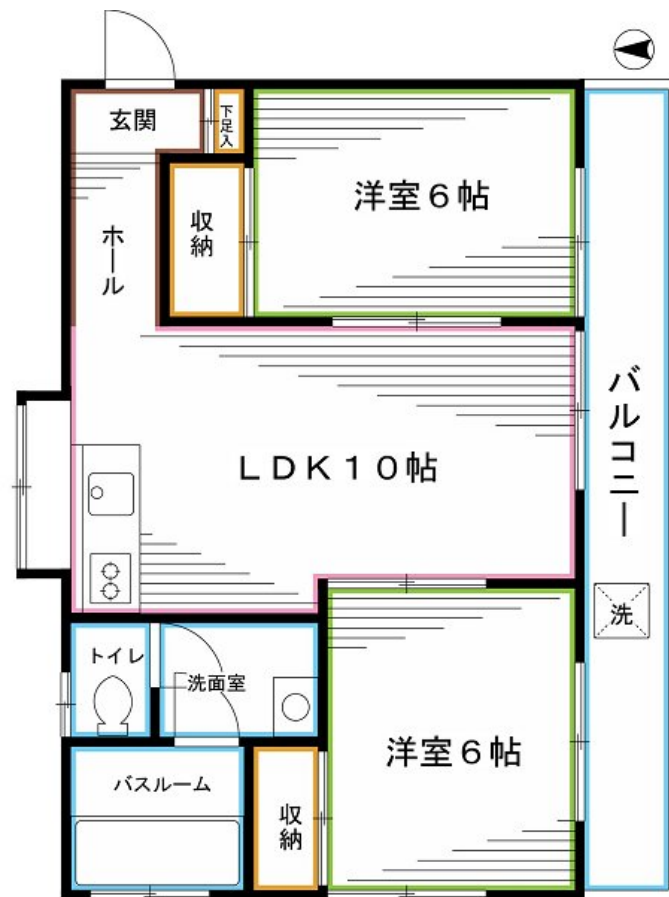 玄関
下足入
洋室6帖
収納
ホール
バルコニー
LDK10帖
洗
トイレ
洗面室
洋室6帖
バスルーム
収納